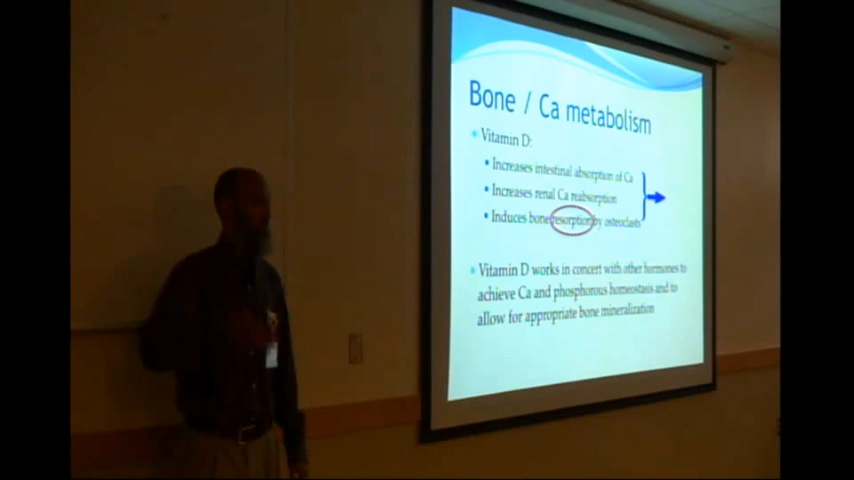 Bone / Ca metabolism
Vitamin D:
Increases intestinal absorption of Ca
Increases renal Ca reabsorption
Induces bone resorption by osteoclasts
Vitamin D works in concert with other hormones to
achieve Ca and phosphorous homeostasis and to
allow for appropriate bone mineralization